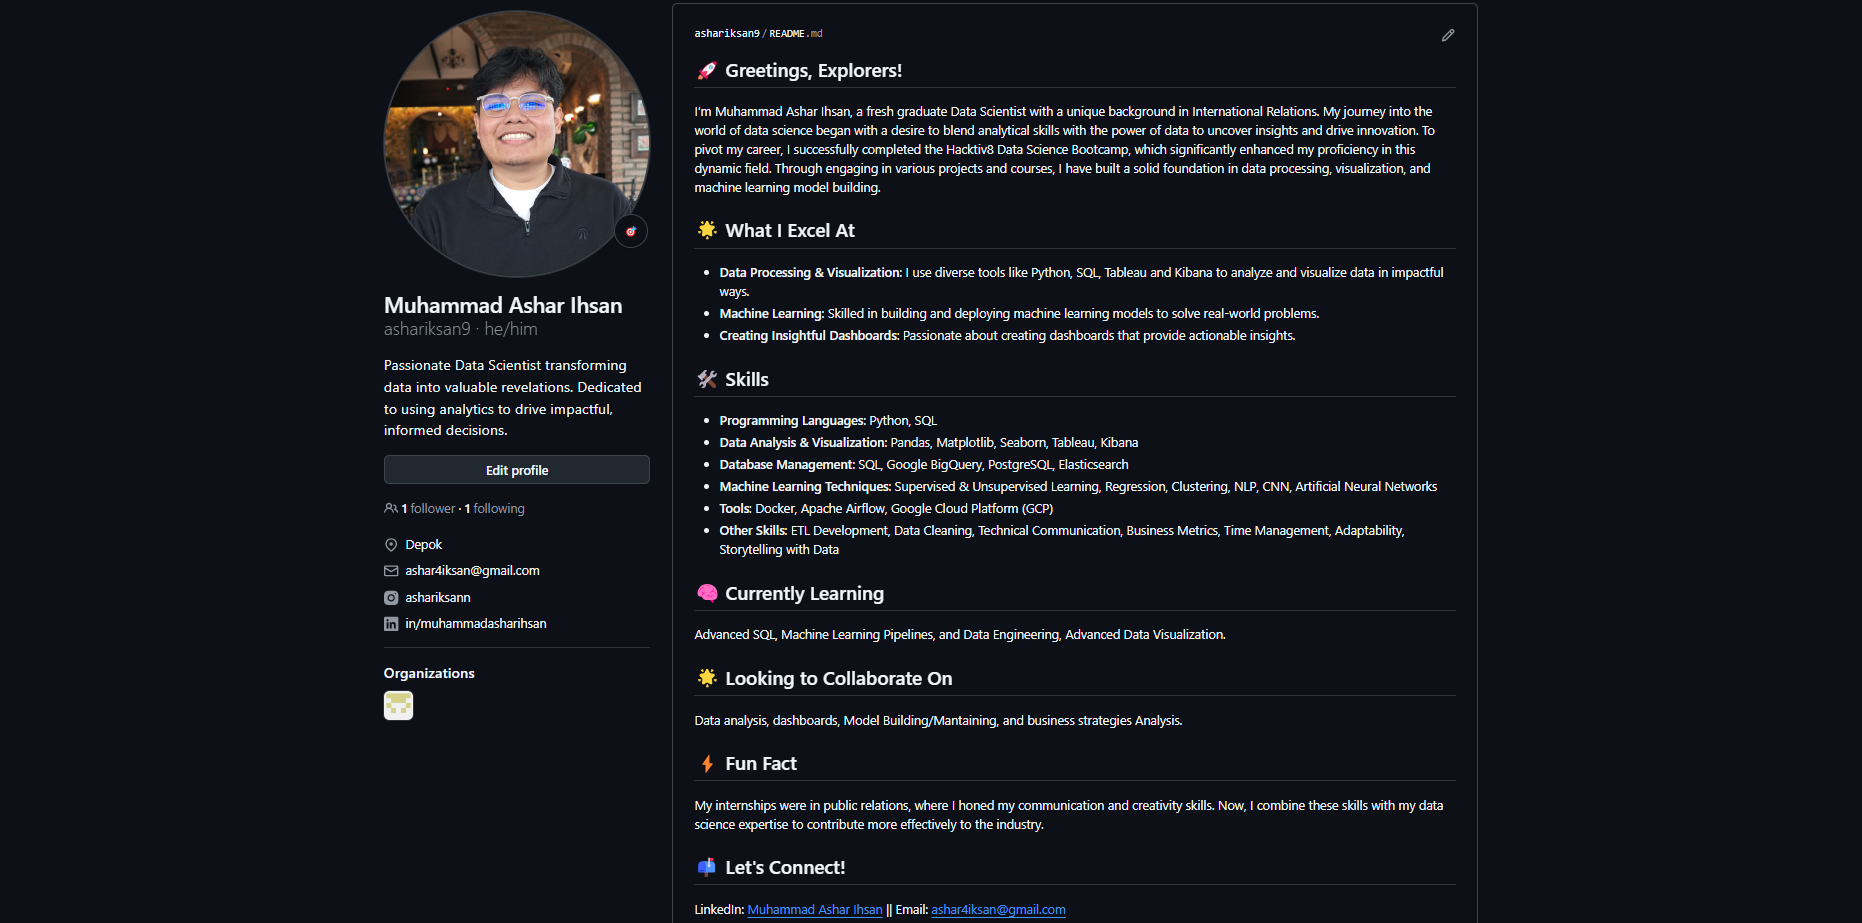 Muhammad Ashar Ihsan
ashariksan9 · he/him
Passionate Data Scientist transforming
data into valuable revelations. Dedicated
to using analytics to drive impactful,
informed decisions.
Edit profile
1 follower · 1 following
Depok
ashar4iksan@gmail.com
ashariksann
in/muhammadasharihsan
Organizations
ashariksan9/README.md
Greetings, Explorers!
I'm Muhammad Ashar Ihsan, a fresh graduate Data Scientist with a unique background in International Relations. My journey into the
world of data science began with a desire to blend analytical skills with the power of data to uncover insights and drive innovation. To
pivot my career, I successfully completed the Hacktiv8 Data Science Bootcamp, which significantly enhanced my proficiency in this
dynamic field. Through engaging in various projects and courses, I have built a solid foundation in data processing, visualization, and
machine learning model building.
What I Excel At
Data Processing & Visualization: I use diverse tools like Python, SQL, Tableau and Kibana to analyze and visualize data in impactful
ways.
Machine Learning: Skilled in building and deploying machine learning models to solve real-world problems.
Creating Insightful Dashboards: Passionate about creating dashboards that provide actionable insights.
Skills
Programming Languages: Python, SQL
Data Analysis & Visualization: Pandas, Matplotlib, Seaborn, Tableau, Kibana
Database Management: SQL, Google BigQuery, PostgreSQL, Elasticsearch
Machine Learning Techniques: Supervised & Unsupervised Learning, Regression, Clustering, NLP, CNN, Artificial Neural Networks
Tools: Docker, Apache Airflow, Google Cloud Platform (GCP)
Other Skills: ETL Development, Data Cleaning, Technical Communication, Business Metrics, Time Management, Adaptability,
Storytelling with Data
Currently Learning
Advanced SQL, Machine Learning Pipelines, and Data Engineering, Advanced Data Visualization.
Looking to Collaborate On
Data analysis, dashboards, Model Building/Mantaining, and business strategies Analysis.
Fun Fact
My internships were in public relations, where I honed my communication and creativity skills. Now, I combine these skills with my data
science expertise to contribute more effectively to the industry.
Let's Connect!
LinkedIn: Muhammad Ashar Ihsan || Email: ashar4iksan@gmail.com